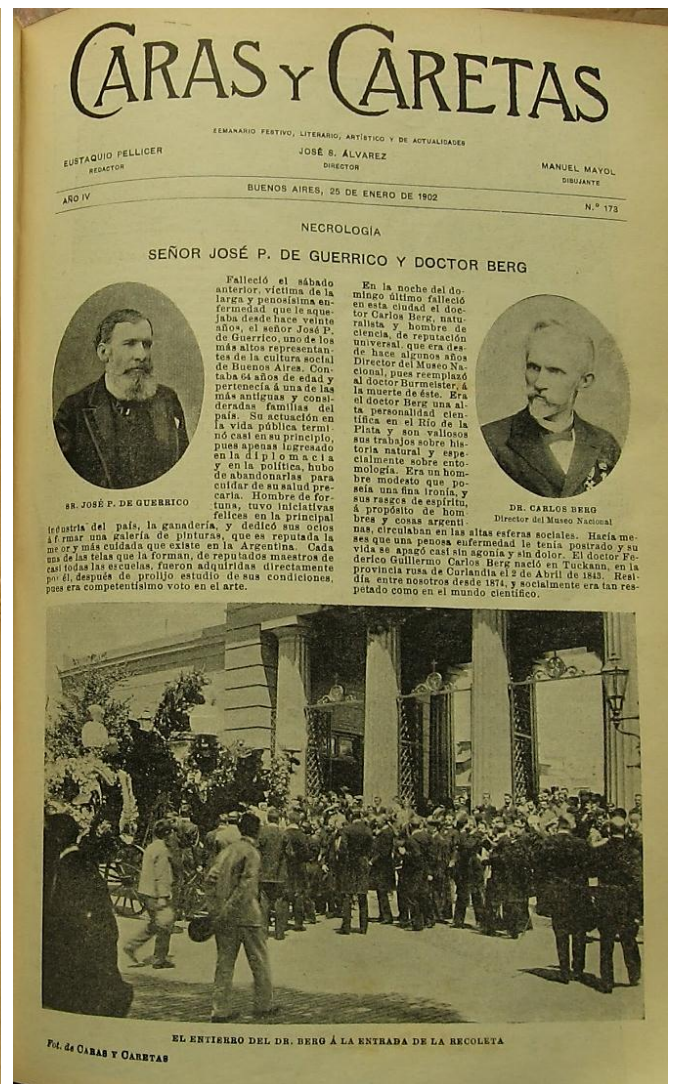 CARAS Y CARETAS
SEMANARIO FESTIVO, LITERARIO, ARTÍSTICO Y DE ACTUALIDADES
EUSTAQUIO PELLICER
REDACTOR
JOSÉ S. ÁLVAREZ
DIRECTOR
MANUEL MAYOL
DIBUJANTE
AÑO IV
BUENOS AIRES, 25 DE ENERO DE 1902
N.º 173
NECROLOGÍA
SEÑOR JOSÉ P. DE GUERRICO Y DOCTOR BERG
Falleció el sábado
anterior, víctima de la
larga y penosísima en-
fermedad que le aque-
jaba desde hace veinte
años, el señor José P.
de Guerrico, uno de los
más altos representan-
tes de la cultura social
de Buenos Aires. Con-
taba 64 años de edad y
pertenecía á una de las
más antiguas y consi-
deradas familias del
país. Su actuación en
la vida pública termi-
nó casi en su principio,
pues apenas ingresado
en la diplomacia
y en la política, hubo
de abandonarlas para
cuidar de su salud pre-
caria. Hombre de for-
tuna, tuvo iniciativas
felices en la principal
SR. JOSÉ P. DE GUERRICO
industria del país, la ganadería, y dedicó sus ocios
á formar una galería de pinturas, que es reputada la
mejor y más cuidada que existe en la Argentina. Cada
una de las telas que la forman, de reputados maestros de
casi todas las escuelas, fueron adquiridas directamente
por él, después de prolijo estudio de sus condiciones,
pues era competentísimo voto en el arte.
En la noche del do-
mingo último falleció
en esta ciudad el doc-
tor Carlos Berg, natu-
ralista y hombre de
ciencia, de reputación
universal, que era des-
de hace algunos años
Director del Museo Na-
cional, pues reemplazó
al doctor Burmeister, á
la muerte de éste. Era
el doctor Berg una al-
ta personalidad cien-
tífica en el Río de la
Plata y son valiosos
sus trabajos sobre his-
toria natural y espe-
cialmente sobre ento-
mología. Era un hom-
bre modesto que po-
seía una fina ironía, y
sus rasgos de espíritu,
á propósito de hom-
bres y cosas argenti-
DR. CARLOS BERG
Director del Museo Nacional
nas, circulaban en las altas esferas sociales. Hacía me-
ses que una penosa enfermedad le tenía postrado y su
vida se apagó casi sin agonía y sin dolor. El doctor Fe-
derico Guillermo Carlos Berg nació en Tuckann, en la
provincia rusa de Curlandia el 2 de Abril de 1843. Resi-
día entre nosotros desde 1874, y socialmente era tan res-
petado como en el mundo científico.
EL ENTIERRO DEL DR. BERG Á LA ENTRADA DE LA RECOLETA
Fot. de CARAS Y CARETAS